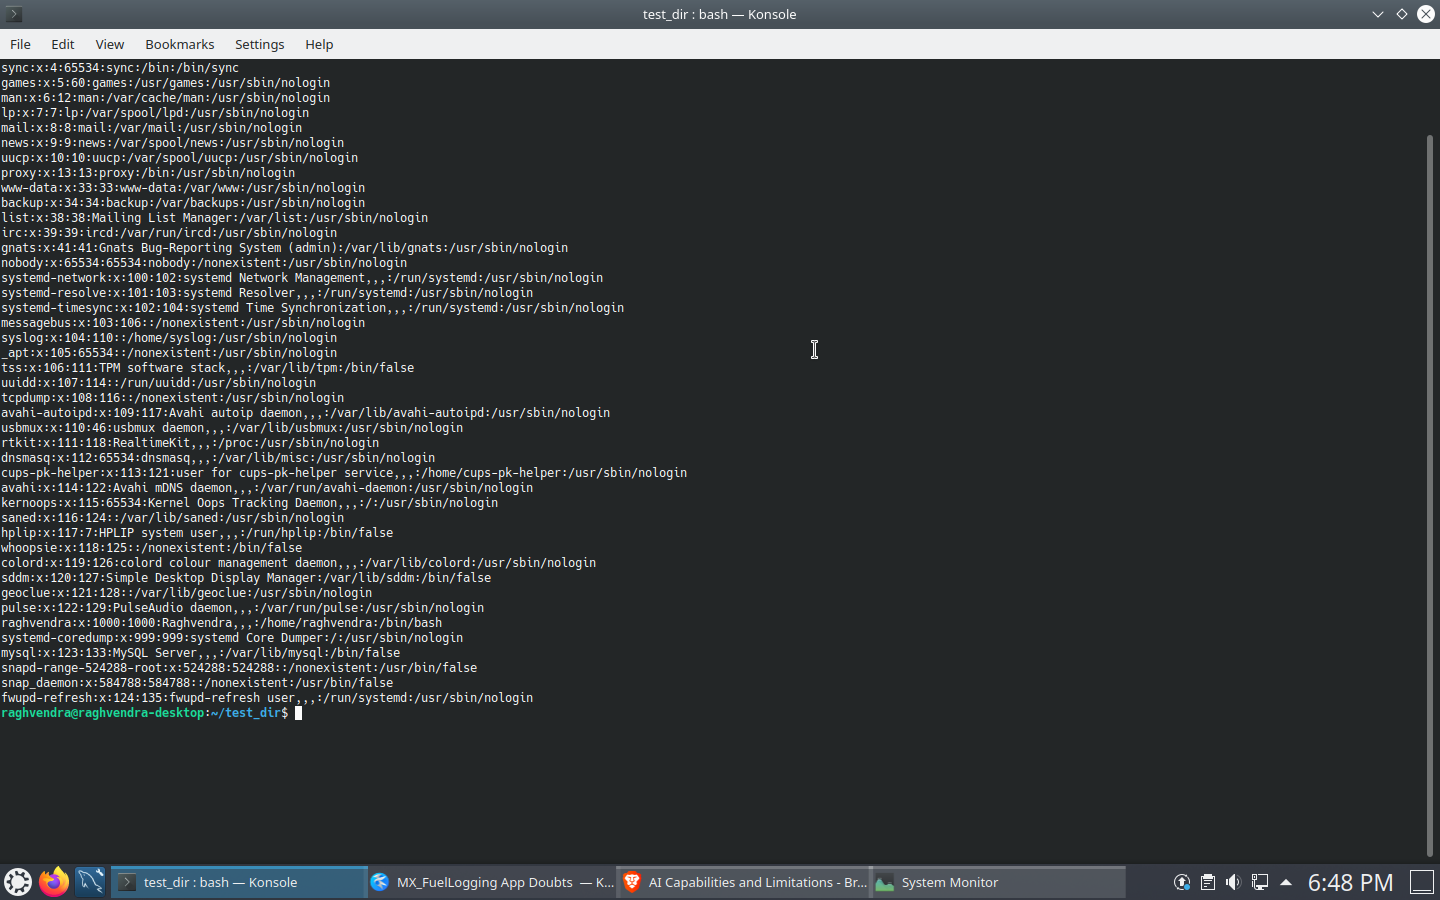 test_dir : bash — Konsole
File Edit View Bookmarks Settings Help
sync:x:4:65534:sync:/bin:/bin/sync
games:x:5:60:games:/usr/games:/usr/sbin/nologin
man:x:6:12:man:/var/cache/man:/usr/sbin/nologin
lp:x:7:7:lp:/var/spool/lpd:/usr/sbin/nologin
mail:x:8:8:mail:/var/mail:/usr/sbin/nologin
news:x:9:9:news:/var/spool/news:/usr/sbin/nologin
uucp:x:10:10:uucp:/var/spool/uucp:/usr/sbin/nologin
proxy:x:13:13:proxy:/bin:/usr/sbin/nologin
www-data:x:33:33:www-data:/var/www:/usr/sbin/nologin
backup:x:34:34:backup:/var/backups:/usr/sbin/nologin
list:x:38:38:Mailing List Manager:/var/list:/usr/sbin/nologin
irc:x:39:39:ircd:/var/run/ircd:/usr/sbin/nologin
gnats:x:41:41:Gnats Bug-Reporting System (admin):/var/lib/gnats:/usr/sbin/nologin
nobody:x:65534:65534:nobody:/nonexistent:/usr/sbin/nologin
systemd-network:x:100:102:systemd Network Management,,,:/run/systemd:/usr/sbin/nologin
systemd-resolve:x:101:103:systemd Resolver,,,:/run/systemd:/usr/sbin/nologin
systemd-timesync:x:102:104:systemd Time Synchronization,,,:/run/systemd:/usr/sbin/nologin
messagebus:x:103:106::/nonexistent:/usr/sbin/nologin
syslog:x:104:110::/home/syslog:/usr/sbin/nologin
_apt:x:105:65534::/nonexistent:/usr/sbin/nologin
tss:x:106:111:TPM software stack,,,:/var/lib/tpm:/bin/false
uuidd:x:107:114::/run/uuidd:/usr/sbin/nologin
tcpdump:x:108:116::/nonexistent:/usr/sbin/nologin
avahi-autoipd:x:109:117:Avahi autoip daemon,,,:/var/lib/avahi-autoipd:/usr/sbin/nologin
usbmux:x:110:46:usbmux daemon,,,:/var/lib/usbmux:/usr/sbin/nologin
rtkit:x:111:118:RealtimeKit,,,:/proc:/usr/sbin/nologin
dnsmasq:x:112:65534:dnsmasq,,,:/var/lib/misc:/usr/sbin/nologin
cups-pk-helper:x:113:121:user for cups-pk-helper service,,,:/home/cups-pk-helper:/usr/sbin/nologin
avahi:x:114:122:Avahi mDNS daemon,,,:/var/run/avahi-daemon:/usr/sbin/nologin
kernoops:x:115:65534:Kernel Oops Tracking Daemon,,,:/:/usr/sbin/nologin
saned:x:116:124::/var/lib/saned:/usr/sbin/nologin
hplip:x:117:7:HPLIP system user,,,:/run/hplip:/bin/false
whoopsie:x:118:125::/nonexistent:/bin/false
colord:x:119:126:colord colour management daemon,,,:/var/lib/colord:/usr/sbin/nologin
sddm:x:120:127:Simple Desktop Display Manager:/var/lib/sddm:/bin/false
geoclue:x:121:128::/var/lib/geoclue:/usr/sbin/nologin
pulse:x:122:129:PulseAudio daemon,,,:/var/run/pulse:/usr/sbin/nologin
raghvendra:x:1000:1000:Raghvendra,,,:/home/raghvendra:/bin/bash
systemd-coredump:x:999:999:systemd Core Dumper:/:/usr/sbin/nologin
mysql:x:123:133:MySQL Server,,,:/var/lib/mysql:/bin/false
snapd-range-524288-root:x:524288:524288::/nonexistent:/usr/bin/false
snap_daemon:x:584788:584788::/nonexistent:/usr/bin/false
fwupd-refresh:x:124:135:fwupd-refresh user,,,:/run/systemd:/usr/sbin/nologin
raghvendra@raghvendra-desktop:~/test_dir$
test_dir : bash — Konsole MX_FuelLogging App Doubts — K... AI Capabilities and Limitations - Br... System Monitor 6:48 PM